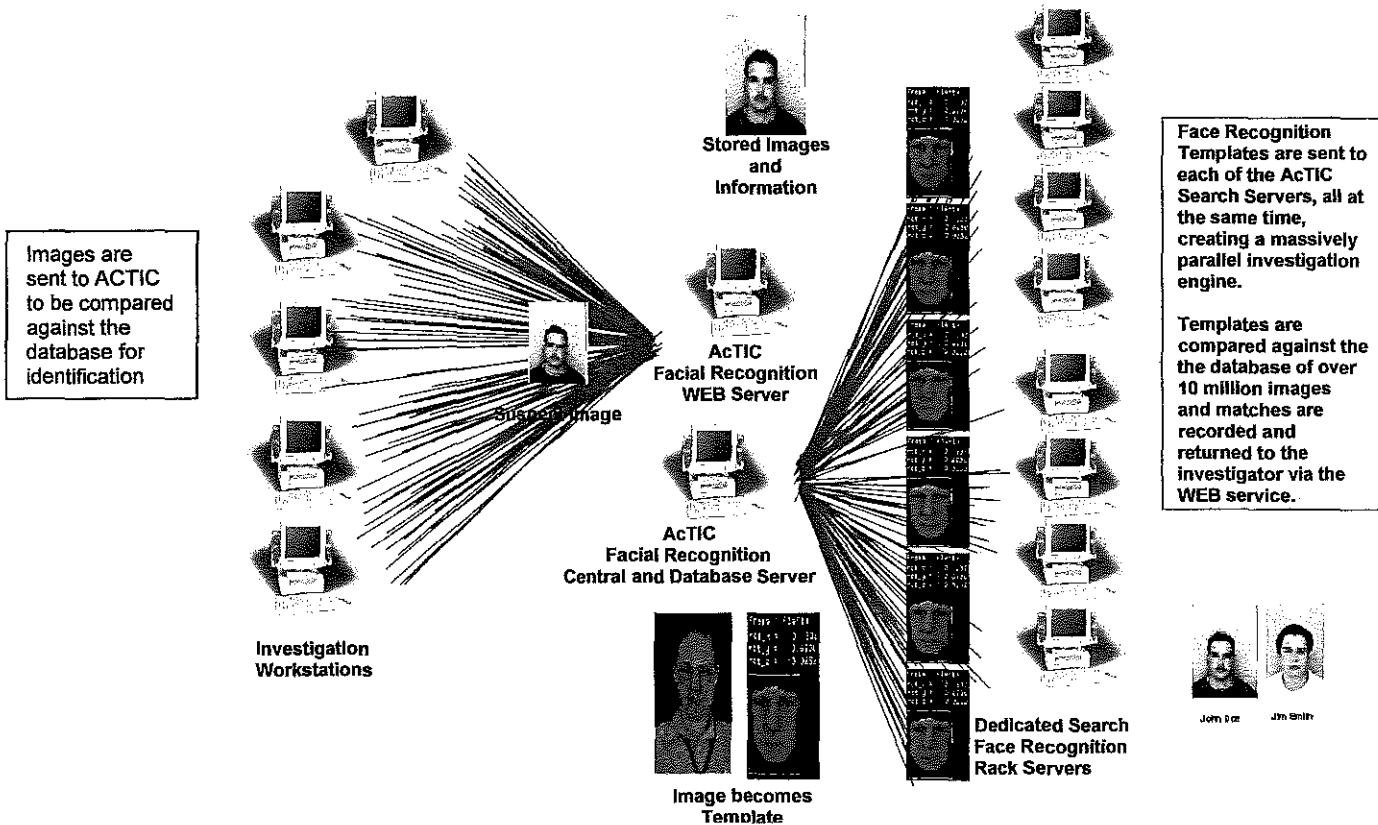 Images are
sent to ACTIC
to be compared
against the
database for
identification
Investigation
Workstations
Stored Images
and
Information
Suspect Image
AcTIC
Facial Recognition
WEB Server
AcTIC
Facial Recognition
Central and Database Server
Image becomes
Template
Dedicated Search
Face Recognition
Rack Servers
Face Recognition
Templates are sent to
each of the AcTIC
Search Servers, all at
the same time,
creating a massively
parallel investigation
engine.
Templates are
compared against the
the database of over
10 million images
and matches are
recorded and
returned to the
investigator via the
WEB service.
John Doe
Jim Smith